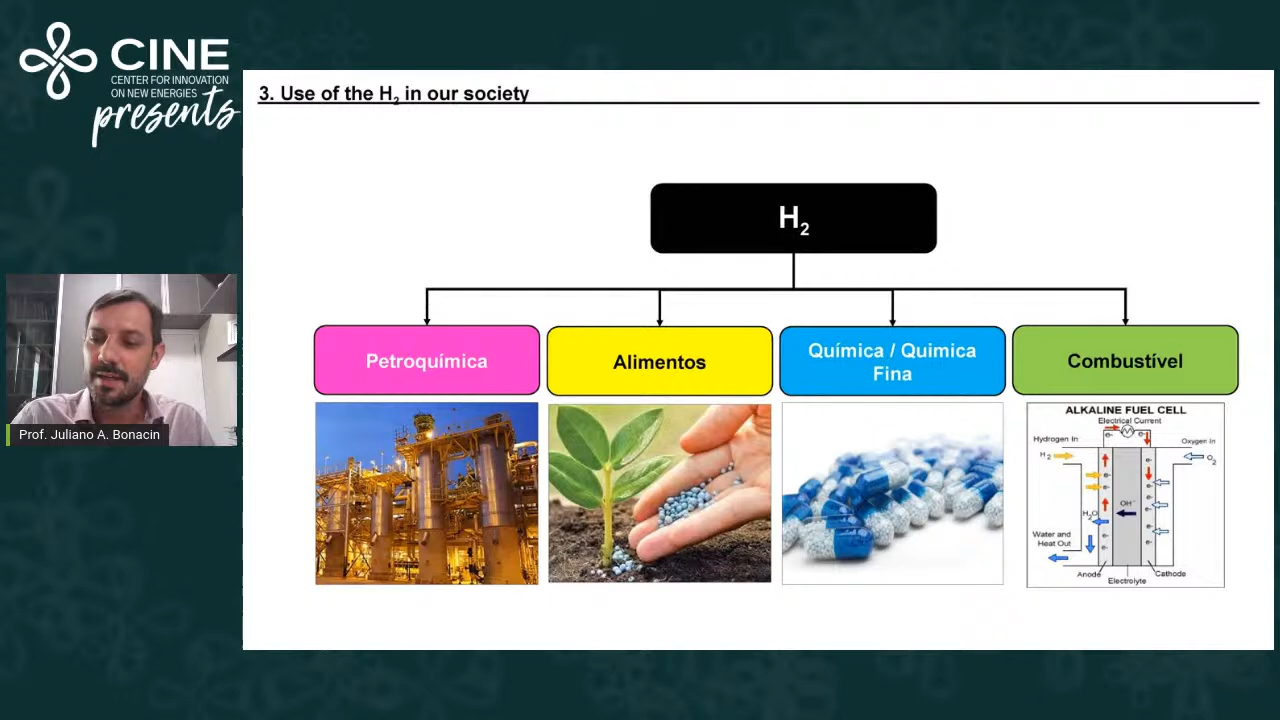 CINE
CENTER FOR INNOVATION
ON NEW ENERGIES
presents
3. Use of the H2 in our society
H2
Petroquímica
Alimentos
Química / Quimica
Fina
Combustível
ALKALINE FUEL CELL
Electrical Current
e-
e-
Hydrogen In
Oxygen In
H2
O2
e-
e-
e-
e-
OH-
H2O
e-
e-
e-
e-
Water and
Heat Out
Anode
Cathode
Electrolyte
Prof. Juliano A. Bonacin